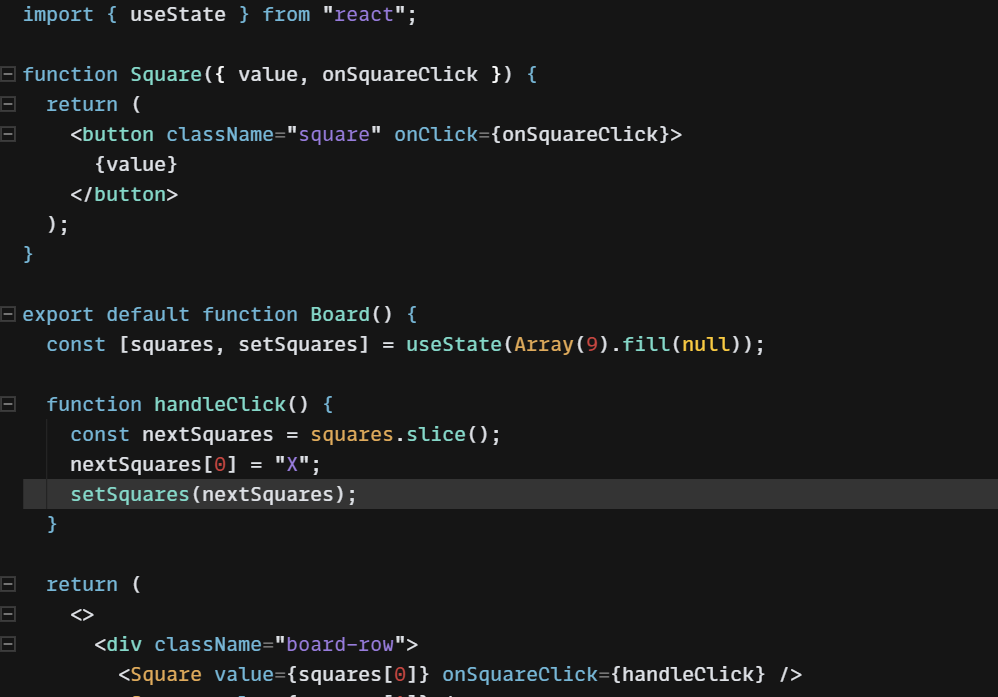 import { useState } from "react";
function Square({ value, onSquareClick }) {
return (
<button className="square" onClick={onSquareClick}>
{value}
</button>
);
}
export default function Board() {
const [squares, setSquares] = useState(Array(9).fill(null));
function handleClick() {
const nextSquares = squares.slice();
nextSquares[0] = "X";
setSquares(nextSquares);
}
return (
<>
<div className="board-row">
<Square value={squares[0]} onSquareClick={handleClick} />